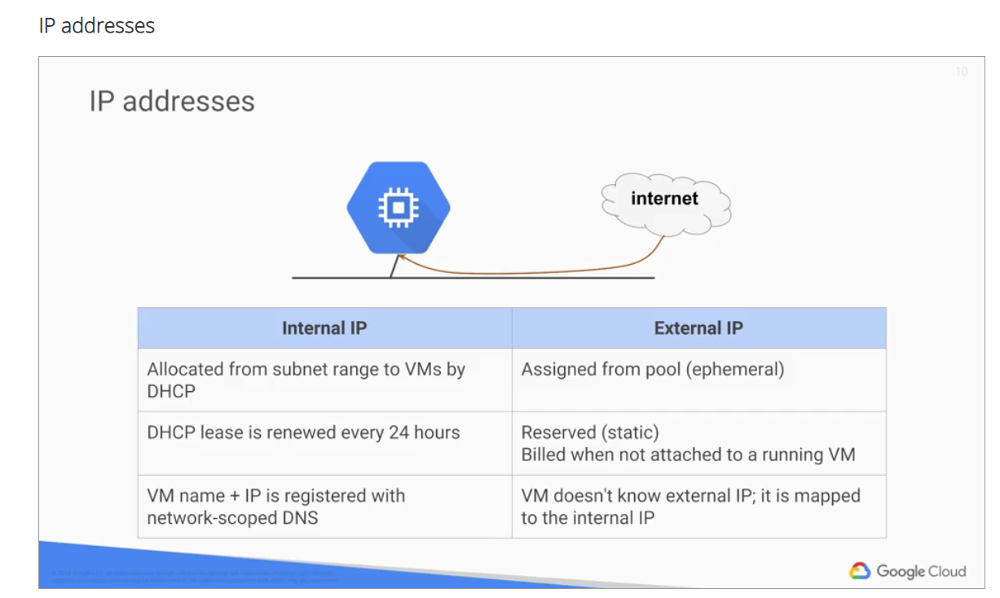 IP addresses
10
IP addresses
internet
Internal IP
External IP
Allocated from subnet range to VMs by
DHCP
Assigned from pool (ephemeral)
DHCP lease is renewed every 24 hours
Reserved (static)
Billed when not attached to a running VM
VM name + IP is registered with
network-scoped DNS
VM doesn't know external IP; it is mapped
to the internal IP
Google Cloud